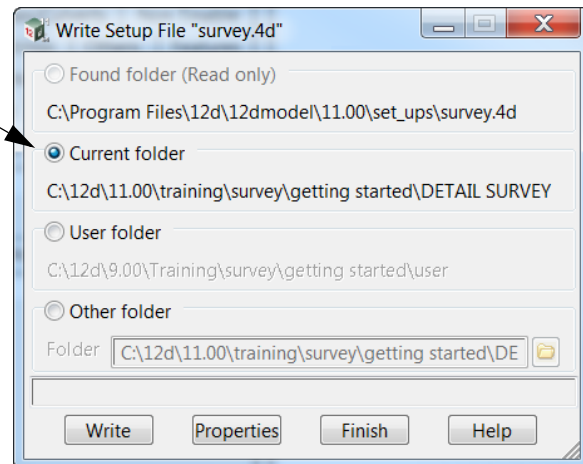 Write Setup File "survey.4d"
Found folder (Read only)
C:\Program Files\12d\12dmodel\11.00\set_ups\survey.4d
Current folder
C:\12d\11.00\training\survey\getting started\DETAIL SURVEY
User folder
C:\12d\9.00\Training\survey\getting started\user
Other folder
Folder C:\12d\11.00\training\survey\getting started\DE
Write Properties Finish Help